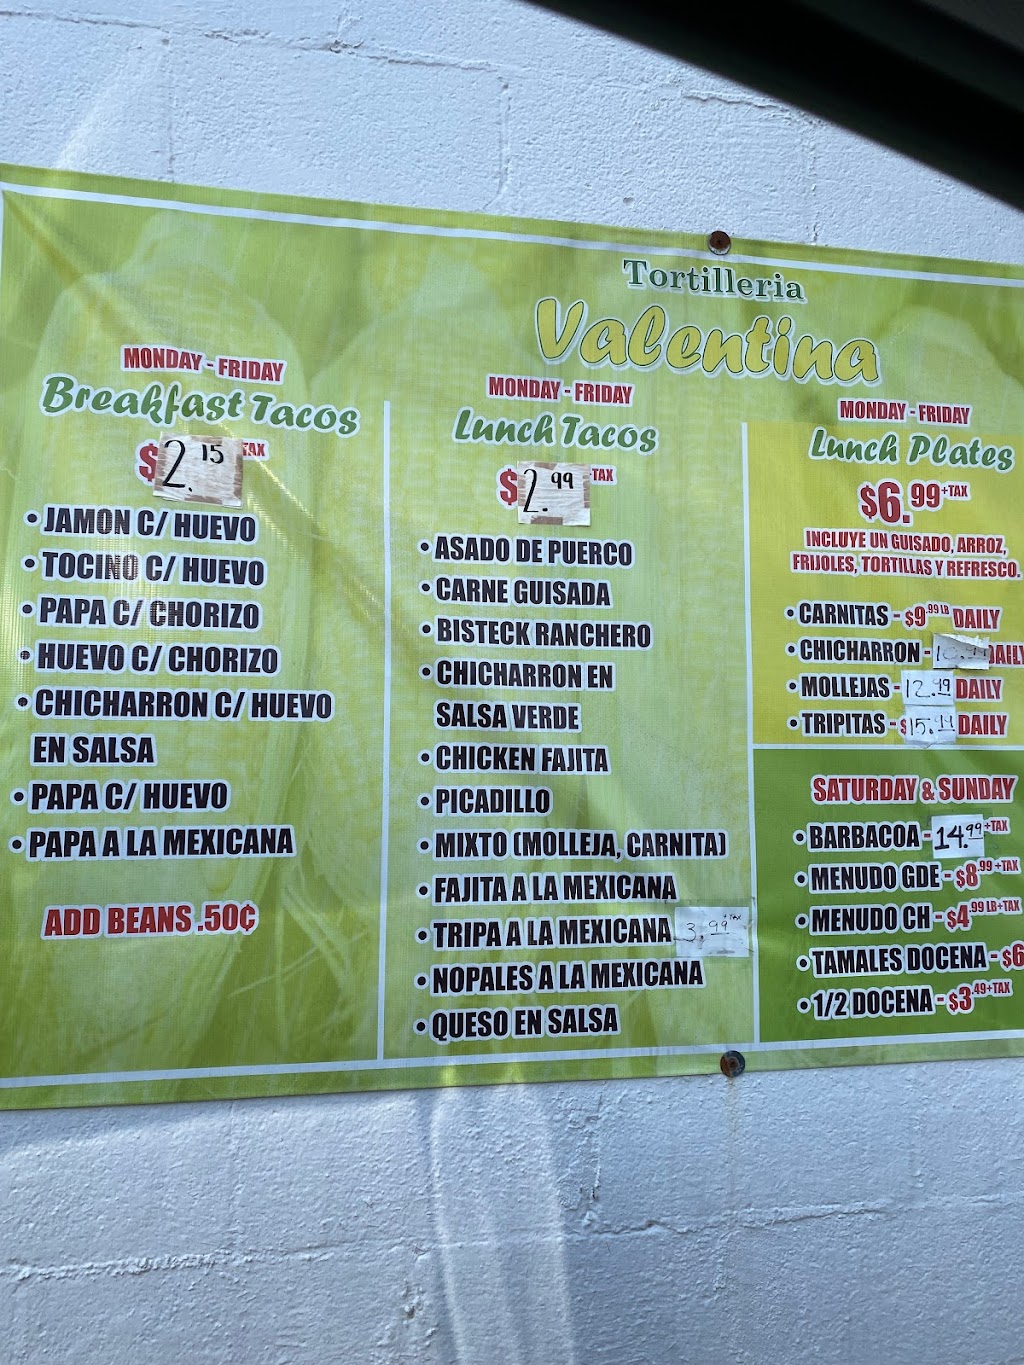 Tortilleria
Valentina
MONDAY - FRIDAY
Breakfast Tacos
$2.15 TAX
• JAMON C/ HUEVO
• TOCINO C/ HUEVO
• PAPA C/ CHORIZO
• HUEVO C/ CHORIZO
• CHICHARRON C/ HUEVO
EN SALSA
• PAPA C/ HUEVO
• PAPA A LA MEXICANA
ADD BEANS .50¢
MONDAY - FRIDAY
Lunch Tacos
$2.99 +TAX
• ASADO DE PUERCO
• CARNE GUISADA
• BISTECK RANCHERO
• CHICHARRON EN
SALSA VERDE
• CHICKEN FAJITA
• PICADILLO
• MIXTO (MOLLEJA, CARNITA)
• FAJITA A LA MEXICANA
• TRIPA A LA MEXICANA 3.99 +TAX
• NOPALES A LA MEXICANA
• QUESO EN SALSA
MONDAY - FRIDAY
Lunch Plates
$6.99 +TAX
INCLUYE UN GUISADO, ARROZ,
FRIJOLES, TORTILLAS Y REFRESCO.
• CARNITAS - $9.99 LB DAILY
• CHICHARRON - DAILY
• MOLLEJAS - 12.99 DAILY
• TRIPITAS - $15.99 DAILY
SATURDAY & SUNDAY
• BARBACOA - 14.99 +TAX
• MENUDO GDE - $8.99 +TAX
• MENUDO CH - $4.99 LB+TAX
• TAMALES DOCENA - $6
• 1/2 DOCENA - $3.49 +TAX